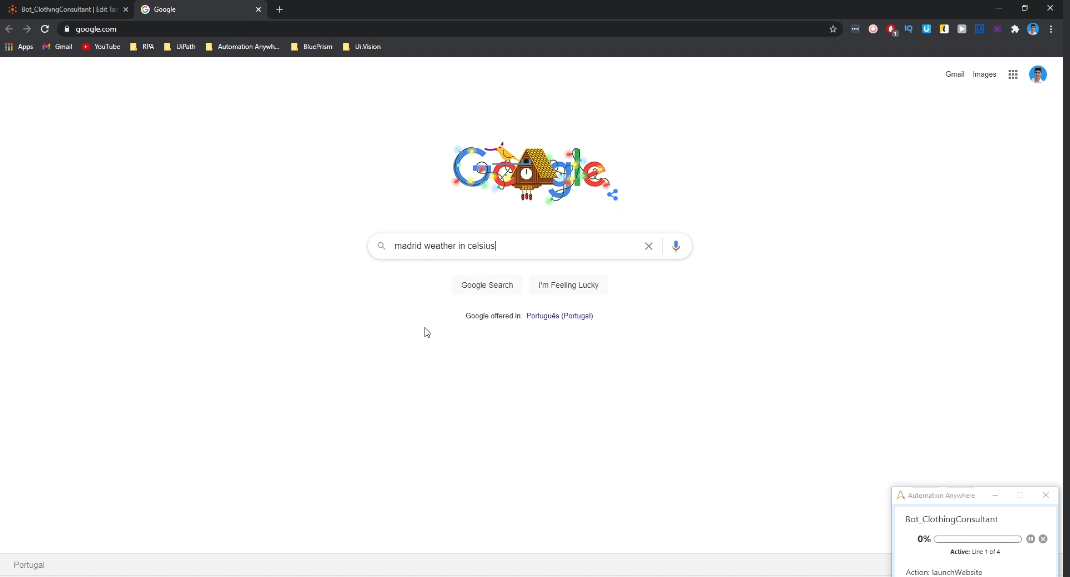 Bot_ClothingConsultant | Edit Ta
Google
google.com
Apps
Gmail
YouTube
RPA
UiPath
Automation Anywh...
BluePrism
Ui.Vision
Gmail
Images
Google
madrid weather in celsius
Google Search
I'm Feeling Lucky
Google offered in: Português (Portugal)
Automation Anywhere
Bot_ClothingConsultant
0%
Active: Line 1 of 4
Action: launchWebsite
Portugal